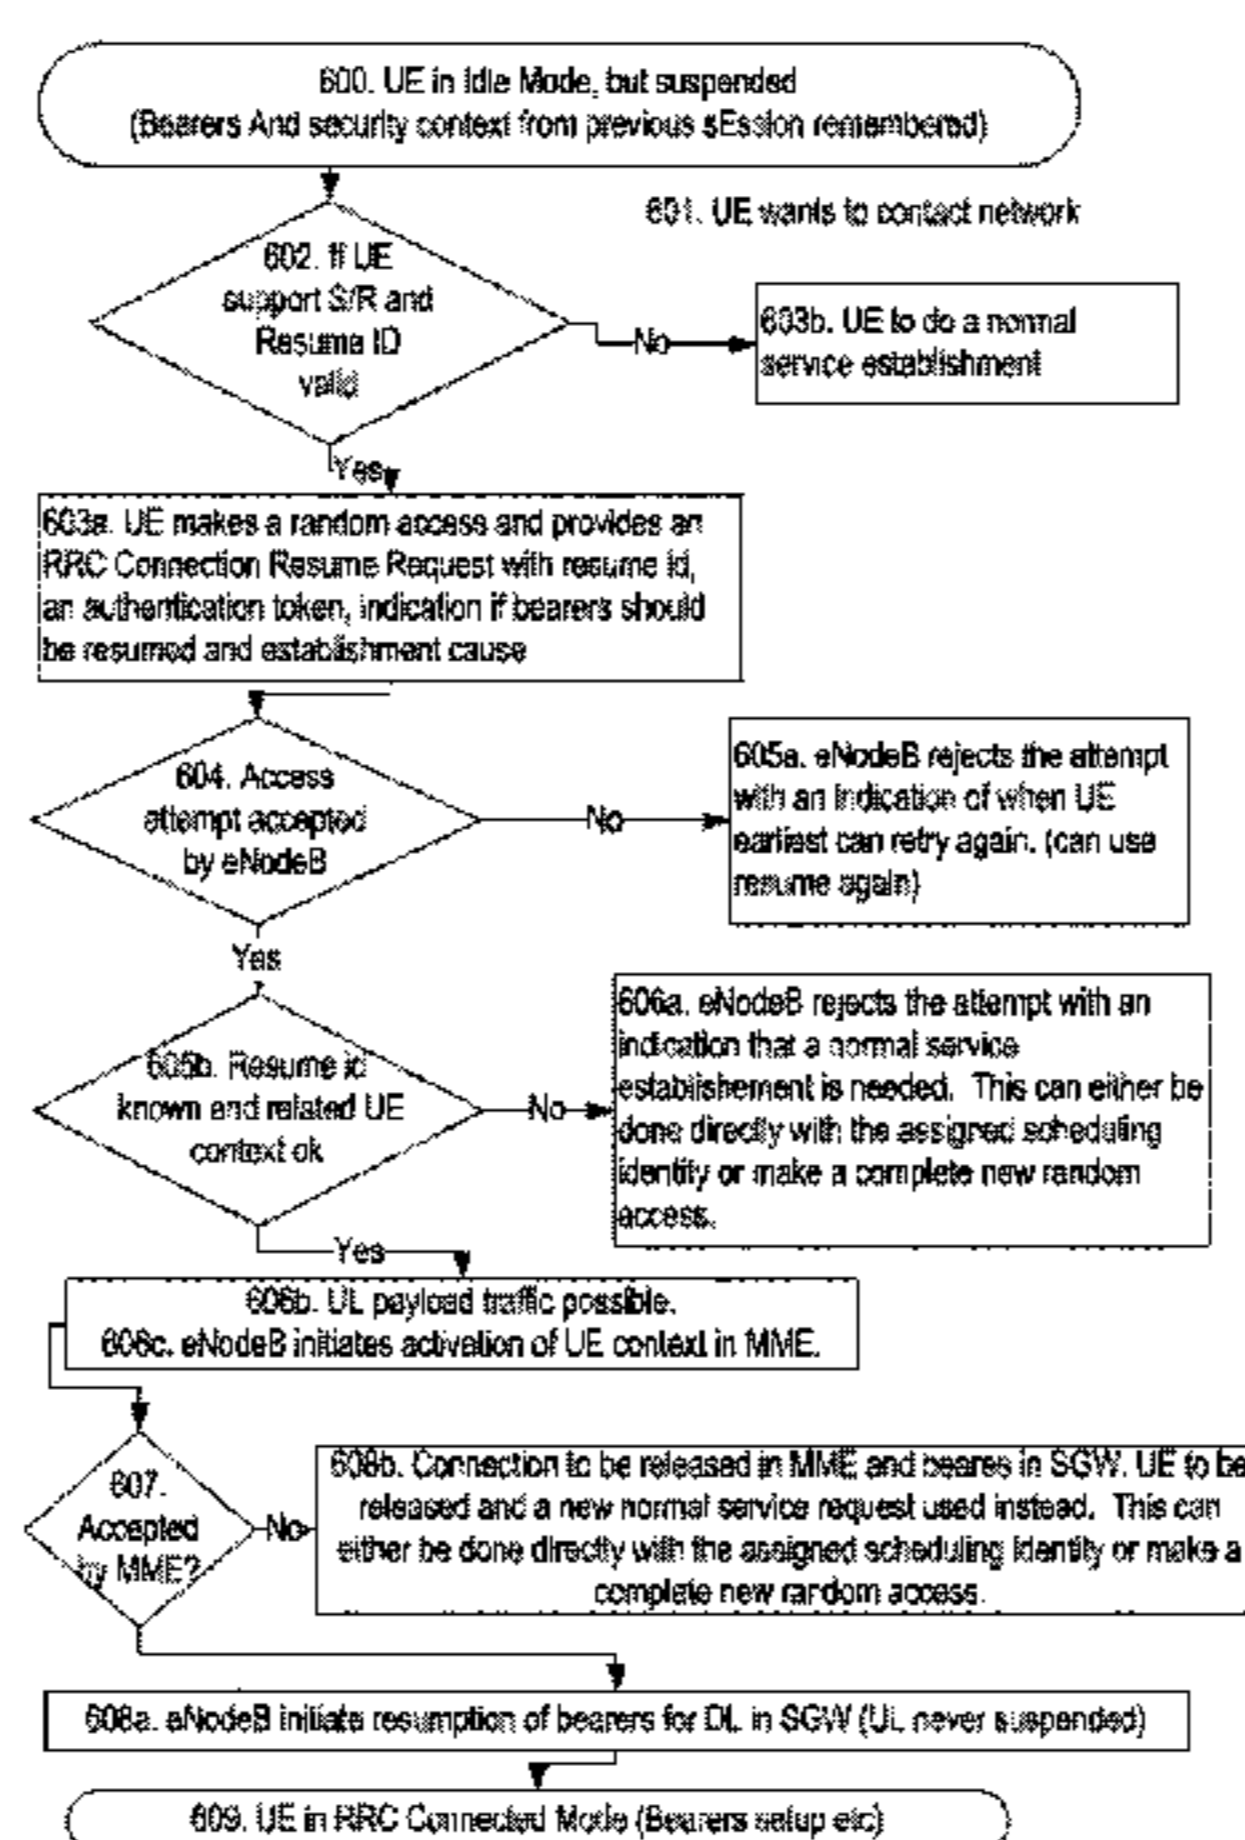 600. UE in Idle Mode, but suspended
(Bearers And security context from previous sEssion remembered)
601. UE wants to contact network
602. If UE
support S/R and
Resume ID
valid
No
603b. UE to do a normal
service establishment
Yes
603a. UE makes a random access and provides an
RRC Connection Resume Request with resume id,
an authentication token, indication if bearers should
be resumed and establishment cause
604. Access
attempt accepted
by eNodeB
No
605a. eNodeB rejects the attempt
with an indication of when UE
earliest can retry again. (can use
resume again)
Yes
605b. Resume id
known and related UE
context ok
No
606a. eNodeB rejects the attempt with an
indication that a normal service
establishement is needed. This can either be
done directly with the assigned scheduling
identity or make a complete new random
access.
Yes
606b. UL payload traffic possible.
606c. eNodeB initiates activation of UE context in MME.
607.
Accepted
by MME?
No
608b. Connection to be released in MME and beares in SGW. UE to be
released and a new normal service request used instead. This can
either be done directly with the assigned scheduling identity or make a
complete new random access.
608a. eNodeB initiate resumption of bearers for DL in SGW (UL never suspended)
609. UE in RRC Connected Mode (Bearers setup etc)